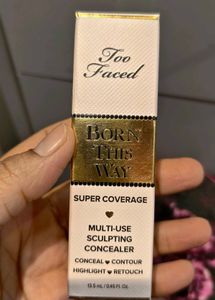 Too
Faced
BORN
THIS
WAY
SUPER COVERAGE
MULTI-USE
SCULPTING
CONCEALER
CONCEAL ♥ CONTOUR
HIGHLIGHT ♥ RETOUCH
13.5 mL / 0.45 FL OZ